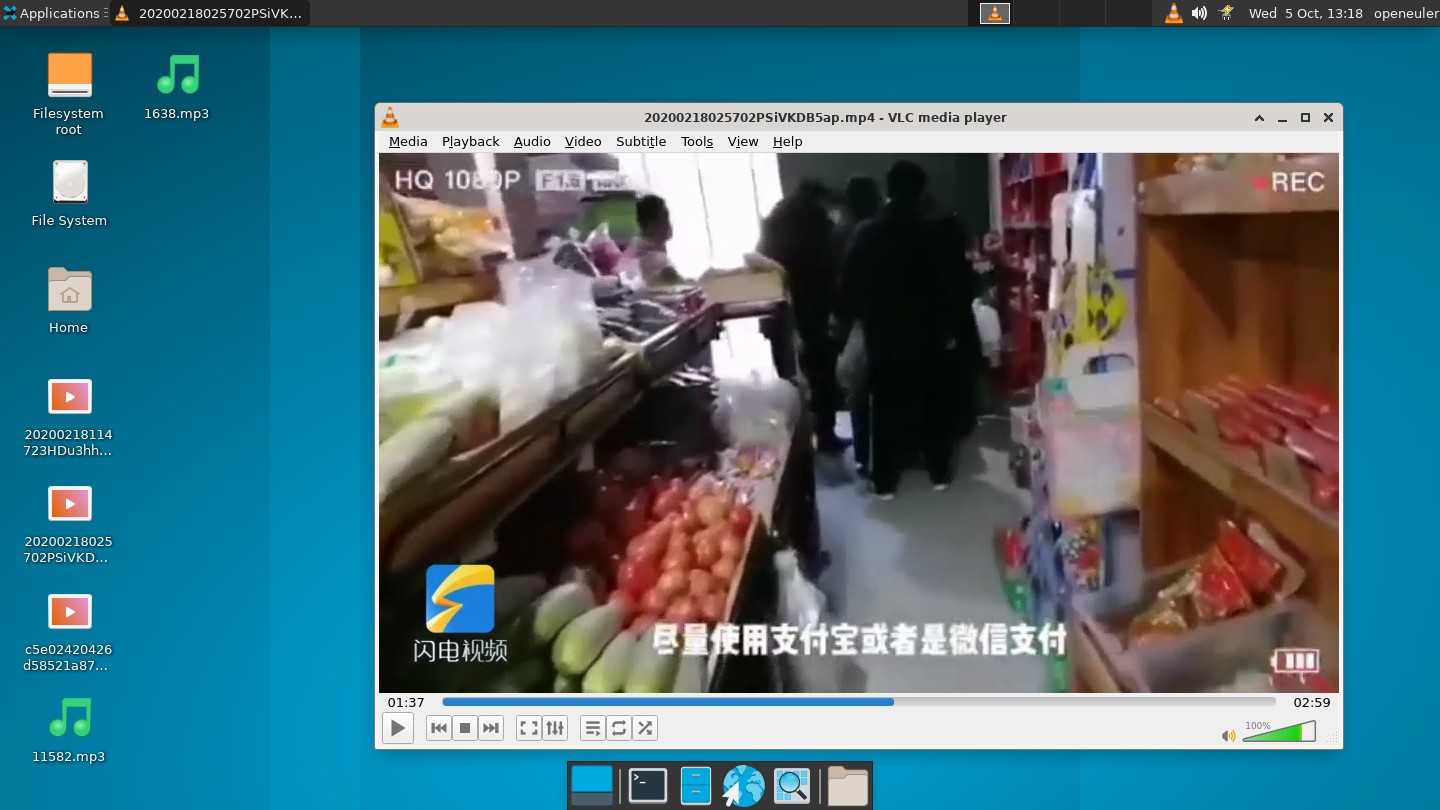 Applications
20200218025702PSiVK...
Wed 5 Oct, 13:18
openeuler
Filesystem
root
1638.mp3
File System
Home
20200218114
723HDu3hh...
20200218025
702PSiVKD...
c5e02420426
d58521a87...
11582.mp3
20200218025702PSiVKDB5ap.mp4 - VLC media player
Media Playback Audio Video Subtitle Tools View Help
HQ 1080P
REC
闪电视频
尽量使用支付宝或者是微信支付
01:37
02:59
100%